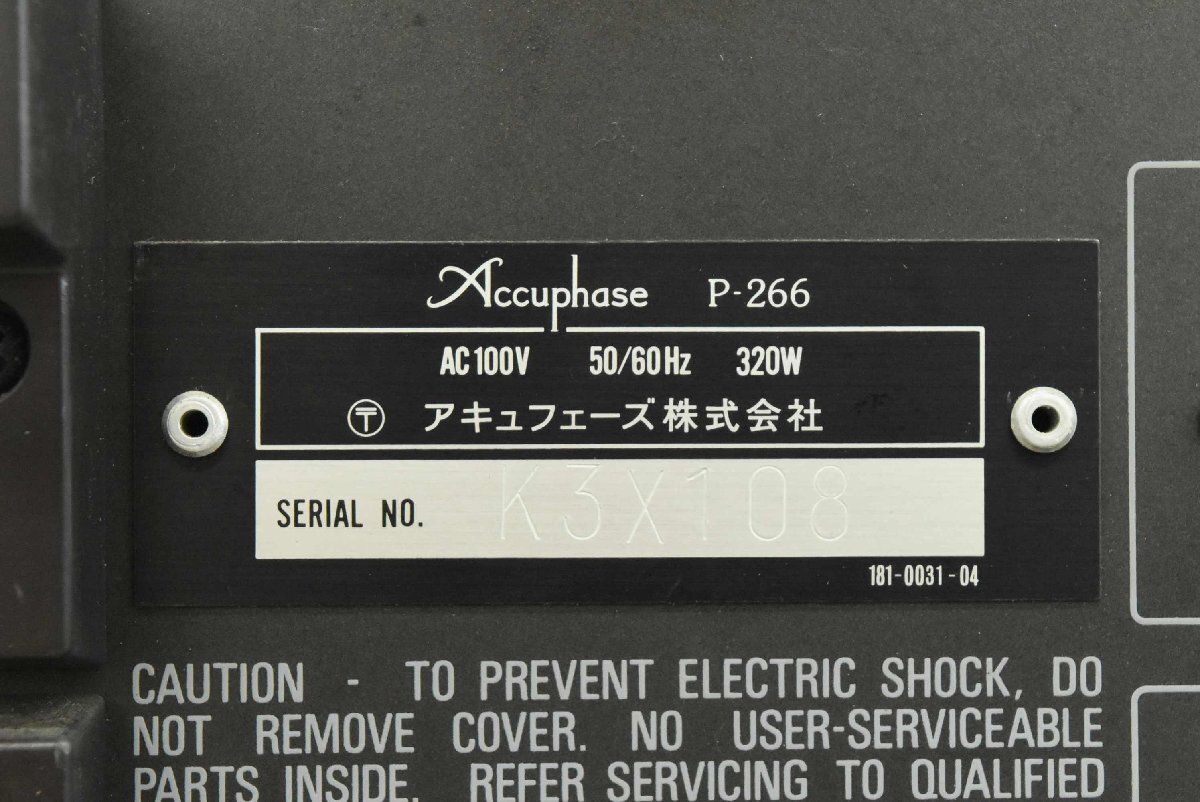 Accuphase P-266
AC100V 50/60Hz 320W
〒 アキュフェーズ株式会社
SERIAL NO. K3X108
181-0031-04
CAUTION - TO PREVENT ELECTRIC SHOCK, DO
NOT REMOVE COVER. NO USER-SERVICEABLE
PARTS INSIDE. REFER SERVICING TO QUALIFIED